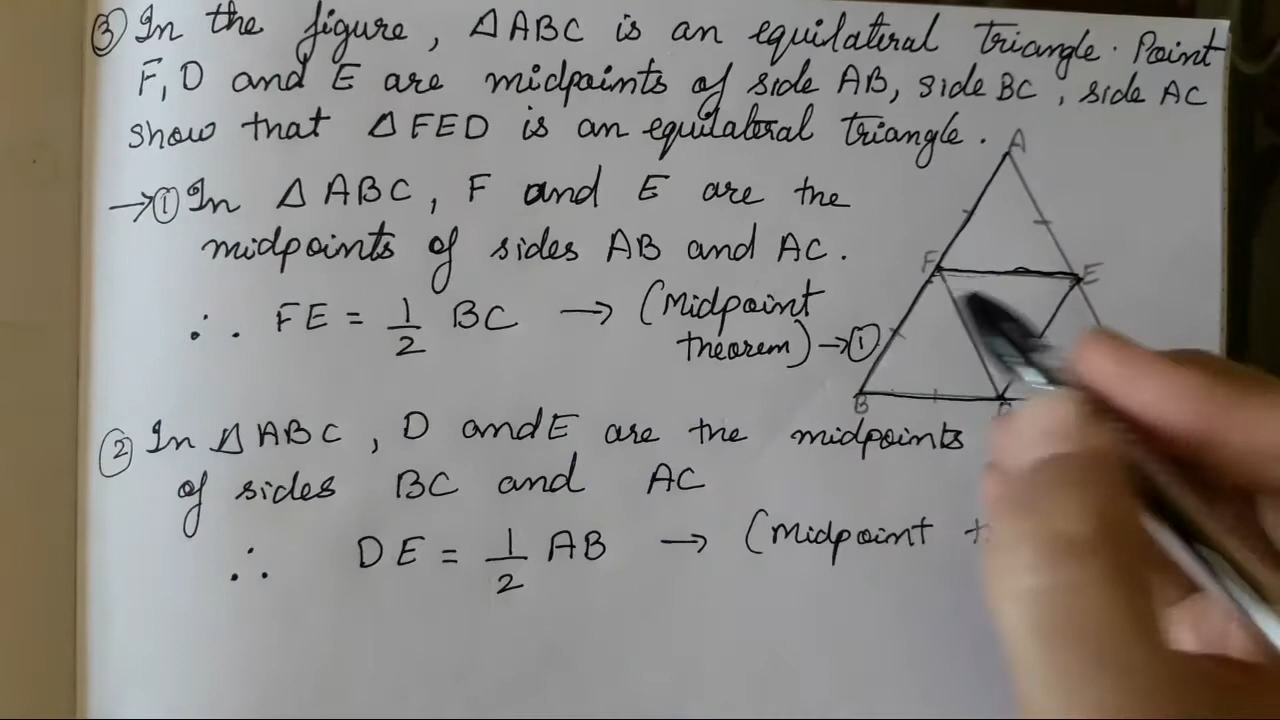 ③ In the figure, △ABC is an equilateral triangle. Point
F, D and E are midpoints of side AB, side BC, side AC
show that △FED is an equilateral triangle.
→① In △ABC, F and E are the
midpoints of sides AB and AC.
∴ FE = 1/2 BC → (Midpoint
theorem) → ①
② In △ABC, D and E are the midpoints
of sides BC and AC
∴ DE = 1/2 AB → (Midpoint
A
F
E
B